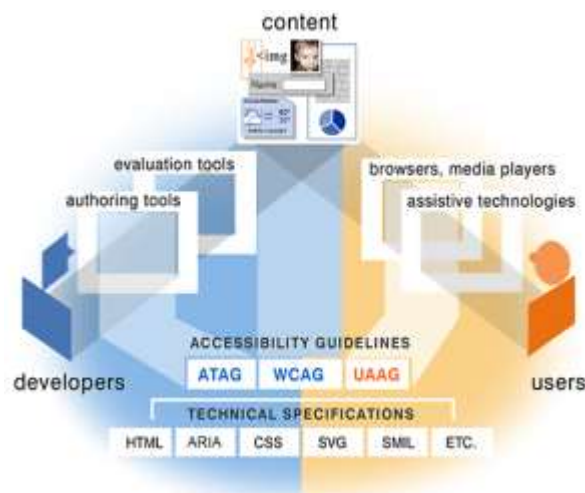 content
<img
Name
evaluation tools
authoring tools
browsers, media players
assistive technologies
developers
users
ACCESSIBILITY GUIDELINES
ATAG WCAG UAAG
TECHNICAL SPECIFICATIONS
HTML ARIA CSS SVG SMIL ETC.